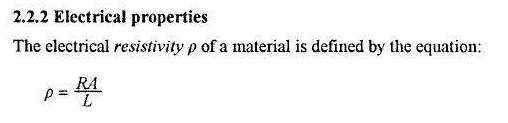 2.2.2 Electrical properties
The electrical resistivity ρ of a material is defined by the equation:
ρ = RA/L